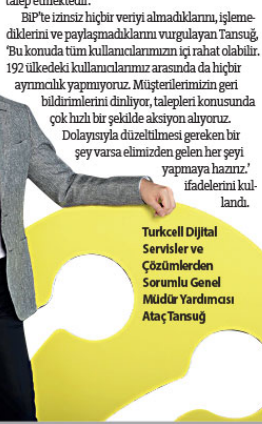 talep etmektedir.
BiP'te izinsiz hiçbir veriyi almadıklarını, işleme-
diklerini ve paylaşmadıklarını vurgulayan Tansuğ,
'Bu konuda tüm kullanıcılarımızın içi rahat olabilir.
192 ülkedeki kullanıcılarımız arasında da hiçbir
ayrımcılık yapmıyoruz. Müşterilerimizin geri
bildirimlerini dinliyor, talepleri konusunda
çok hızlı bir şekilde aksiyon alıyoruz.
Dolayısıyla düzeltilmesi gereken bir
şey varsa elimizden gelen her şeyi
yapmaya hazırız.'
ifadelerini kul-
landı.
Turkcell Dijital
Servisler ve
Çözümlerden
Sorumlu Genel
Müdür Yardımcısı
Ataç Tansuğ